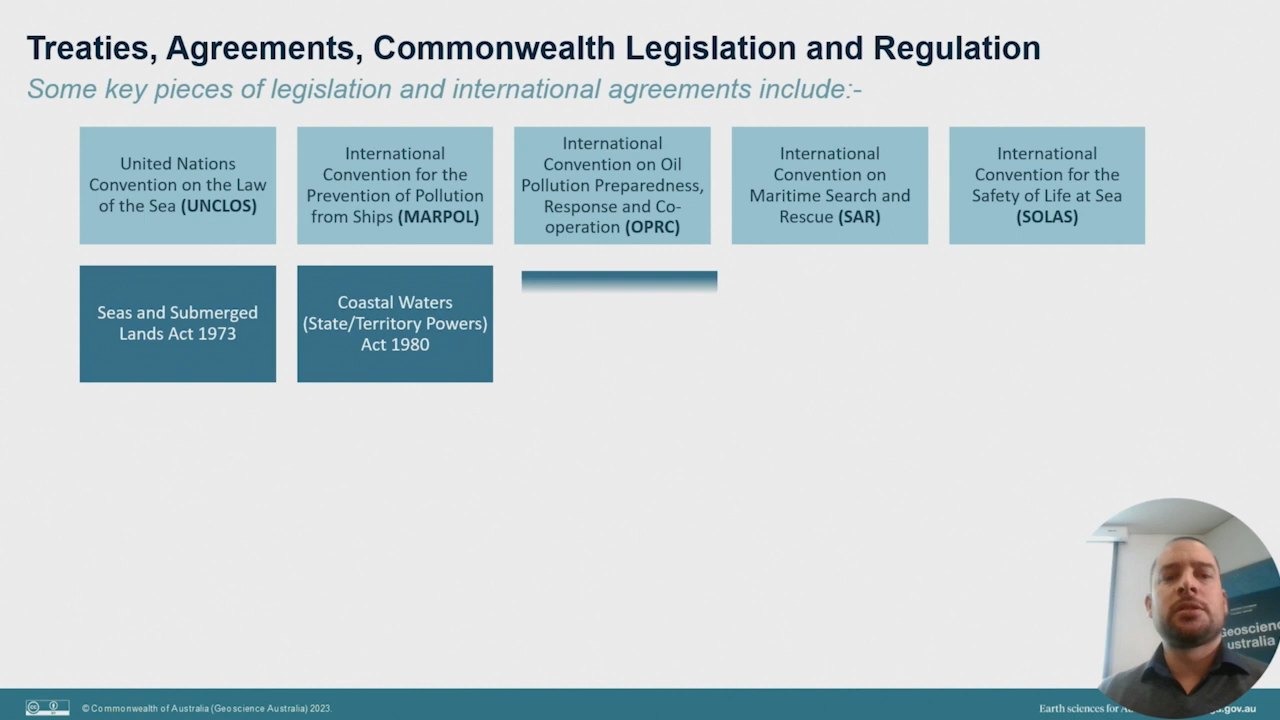 Treaties, Agreements, Commonwealth Legislation and Regulation
Some key pieces of legislation and international agreements include:-
United Nations
Convention on the Law
of the Sea (UNCLOS)
International
Convention for the
Prevention of Pollution
from Ships (MARPOL)
International
Convention on Oil
Pollution Preparedness,
Response and Co-
operation (OPRC)
International
Convention on
Maritime Search and
Rescue (SAR)
International
Convention for the
Safety of Life at Sea
(SOLAS)
Seas and Submerged
Lands Act 1973
Coastal Waters
(State/Territory Powers)
Act 1980
Geoscience
Australia
© Commonwealth of Australia (Geoscience Australia) 2023.
Earth sciences for
.gov.au